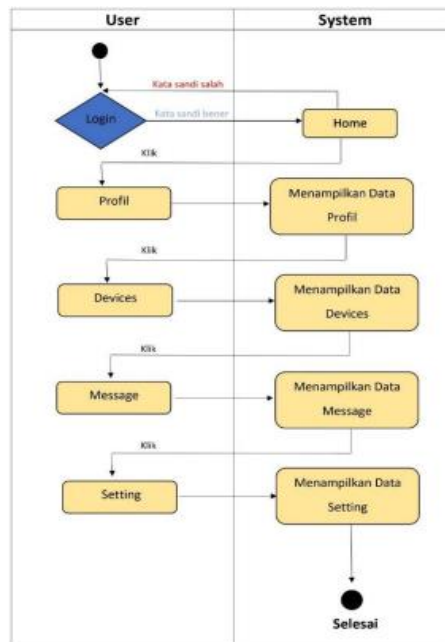 User
System
Kata sandi salah
Login
Kata sandi bener
Home
Klik
Profil
Menampilkan Data
Profil
Klik
Devices
Menampilkan Data
Devices
Klik
Message
Menampilkan Data
Message
Klik
Setting
Menampilkan Data
Setting
Selesai